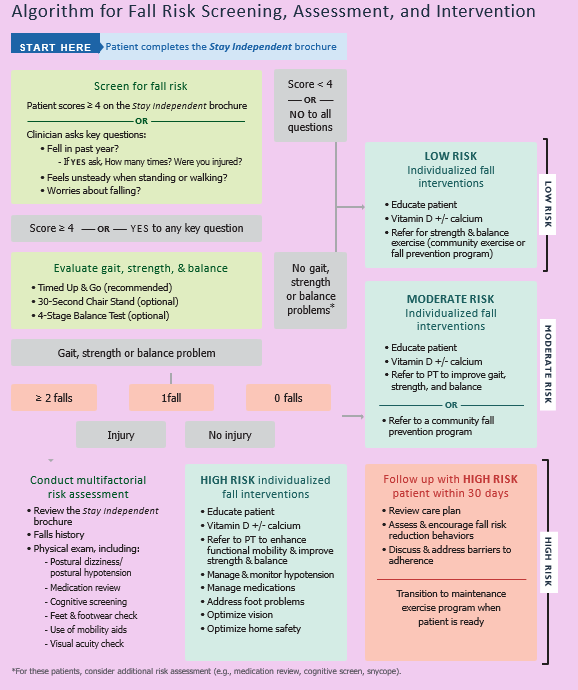 Algorithm for Fall Risk Screening, Assessment, and Intervention
START HERE
Patient completes the Stay Independent brochure
Screen for fall risk
Patient scores ≥ 4 on the Stay Independent brochure
OR
Clinician asks key questions:
• Fell in past year?
- If YES ask, How many times? Were you injured?
• Feels unsteady when standing or walking?
• Worries about falling?
Score < 4
— OR —
NO to all
questions
LOW RISK
Individualized fall
interventions
• Educate patient
• Vitamin D +/- calcium
• Refer for strength & balance
exercise (community exercise or
fall prevention program)
LOW RISK
Score ≥ 4 — OR — YES to any key question
Evaluate gait, strength, & balance
• Timed Up & Go (recommended)
• 30-Second Chair Stand (optional)
• 4-Stage Balance Test (optional)
No gait,
strength
or balance
problems*
MODERATE RISK
Individualized fall
interventions
• Educate patient
• Vitamin D +/- calcium
• Refer to PT to improve gait,
strength, and balance
OR
• Refer to a community fall
prevention program
MODERATE RISK
Gait, strength or balance problem
≥ 2 falls
1fall
0 falls
Injury
No injury
Conduct multifactorial
risk assessment
• Review the Stay Independent
brochure
• Falls history
• Physical exam, including:
- Postural dizziness/
postural hypotension
- Medication review
- Cognitive screening
- Feet & footwear check
- Use of mobility aids
- Visual acuity check
HIGH RISK individualized
fall interventions
• Educate patient
• Vitamin D +/- calcium
• Refer to PT to enhance
functional mobility & improve
strength & balance
• Manage & monitor hypotension
• Manage medications
• Address foot problems
• Optimize vision
• Optimize home safety
Follow up with HIGH RISK
patient within 30 days
• Review care plan
• Assess & encourage fall risk
reduction behaviors
• Discuss & address barriers to
adherence
Transition to maintenance
exercise program when
patient is ready
HIGH RISK
*For these patients, consider additional risk assessment (e.g., medication review, cognitive screen, snycope).